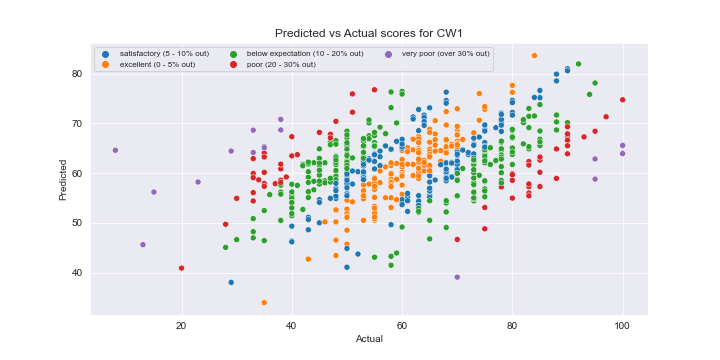 Predicted vs Actual scores for CW1
satisfactory (5 - 10% out)
below expectation (10 - 20% out)
very poor (over 30% out)
excellent (0 - 5% out)
poor (20 - 30% out)
80
70
60
50
40
Predicted
20
40
60
80
100
Actual